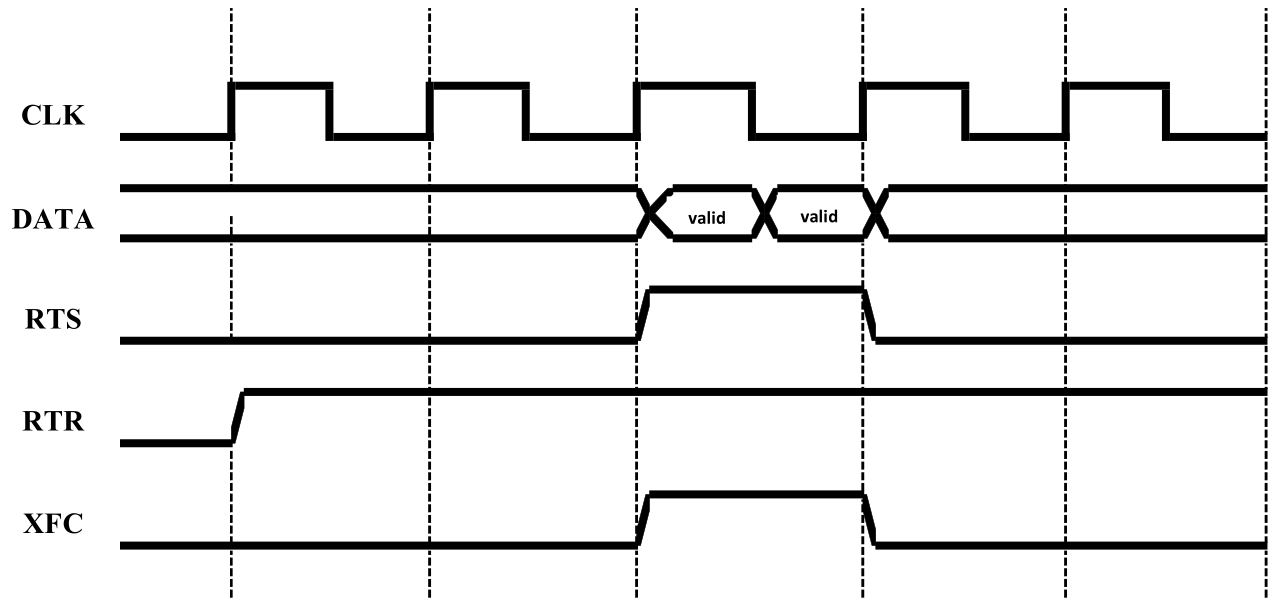 CLK
DATA
valid valid
RTS
RTR
XFC